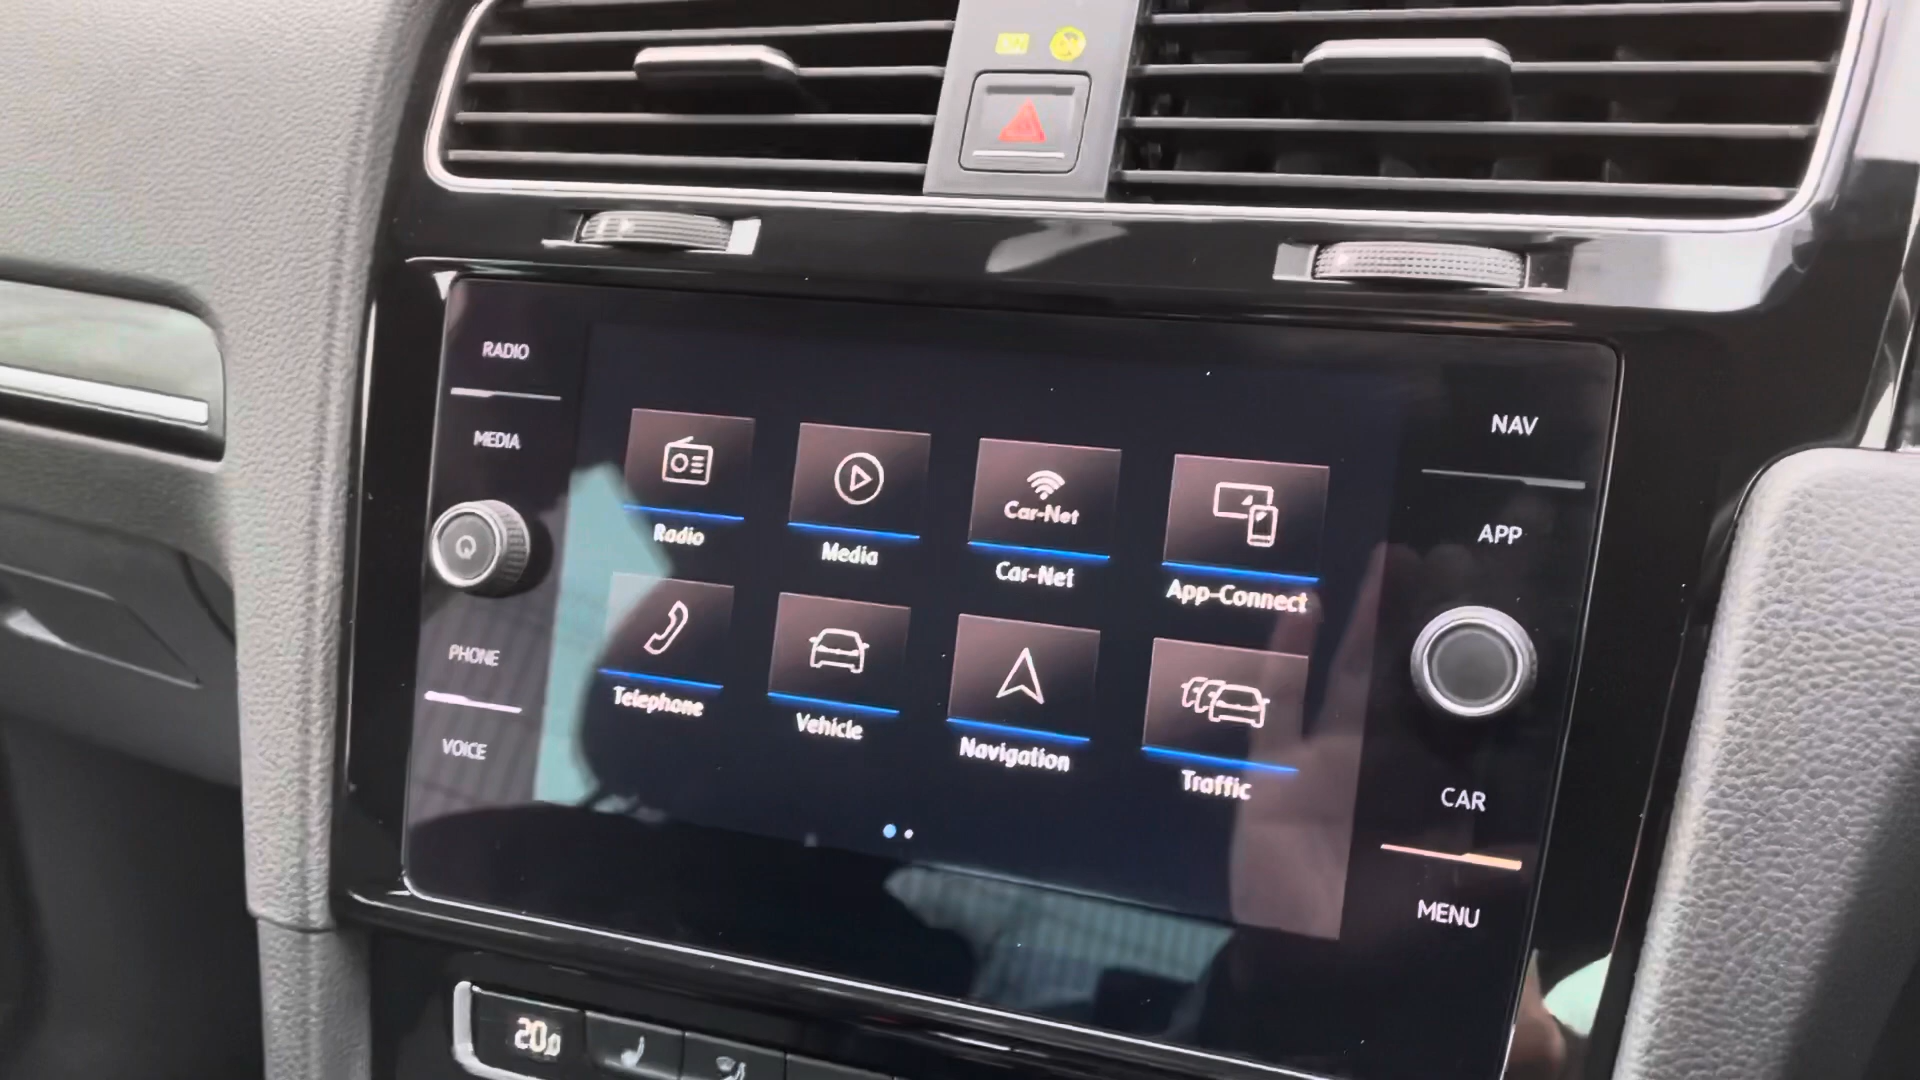 RADIO
MEDIA
PHONE
VOICE
Radio
Media
Car-Net
Car-Net
App-Connect
Telephone
Vehicle
Navigation
Traffic
NAV
APP
CAR
MENU
20.0